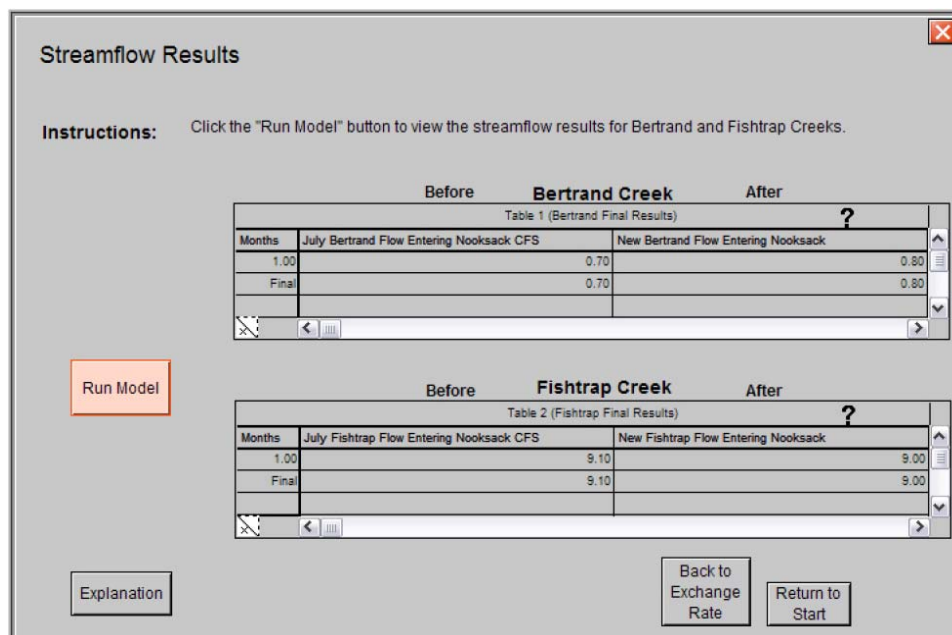 Streamflow Results
Instructions: Click the "Run Model" button to view the streamflow results for Bertrand and Fishtrap Creeks.
Before Bertrand Creek After
Table 1 (Bertrand Final Results) ?
Months July Bertrand Flow Entering Nooksack CFS New Bertrand Flow Entering Nooksack
1.00 0.70 0.80
Final 0.70 0.80
Run Model
Before Fishtrap Creek After
Table 2 (Fishtrap Final Results) ?
Months July Fishtrap Flow Entering Nooksack CFS New Fishtrap Flow Entering Nooksack
1.00 9.10 9.00
Final 9.10 9.00
Explanation
Back to
Exchange
Rate
Return to
Start